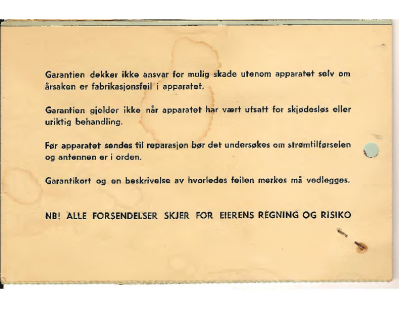 Garantien dekker ikke ansvar for mulig skade utenom apparatet selv om
årsaken er fabrikasjonsfeil i apparatet.
Garantien gjelder ikke når apparatet har vært utsatt for skjødesløs eller
uriktig behandling.
Før apparatet sendes til reparasjon bør det undersøkes om strømtilførselen
og antennen er i orden.
Garantikort og en beskrivelse av hvorledes feilen merkes må vedlegges.
NB! ALLE FORSENDELSER SKJER FOR EIERENS REGNING OG RISIKO